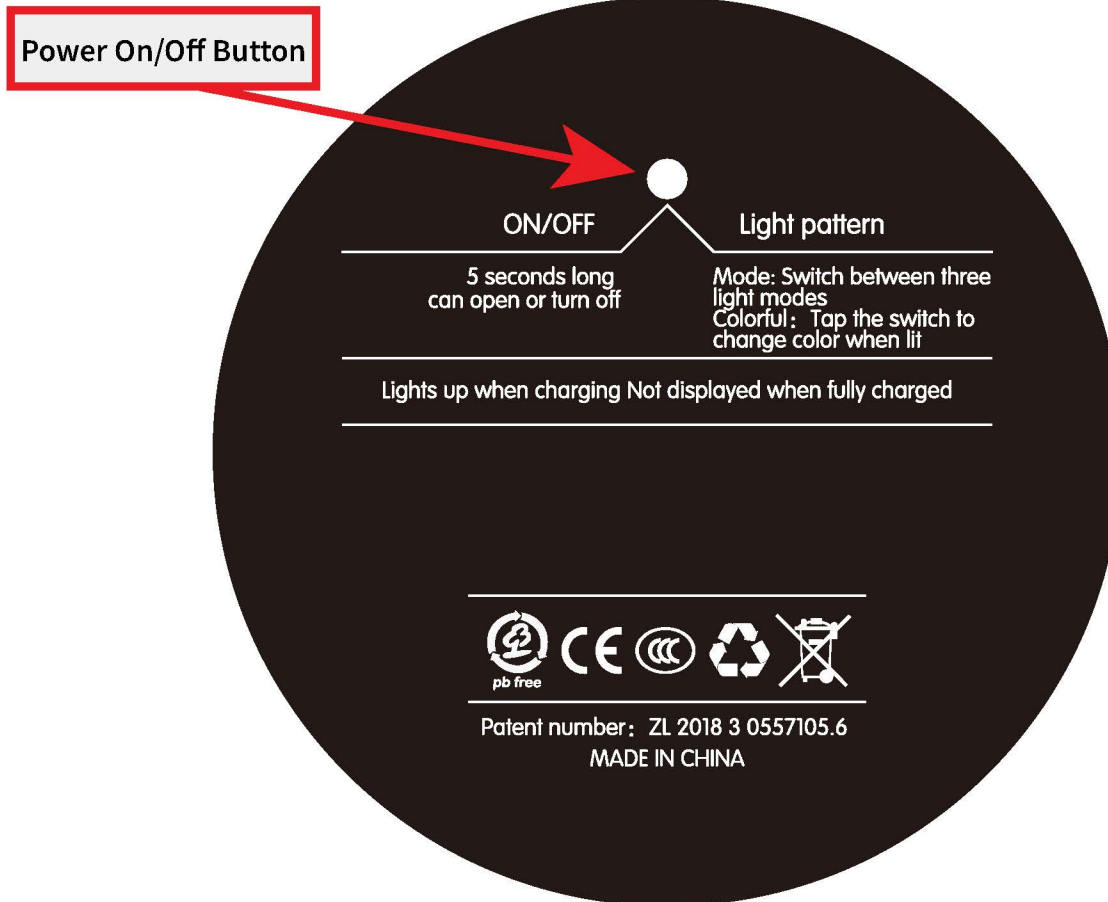 Power On/Off Button
ON/OFF
5 seconds long
can open or turn off
Light pattern
Mode: Switch between three
light modes
Colorful： Tap the switch to
change color when lit
Lights up when charging Not displayed when fully charged
pb free
CE
CCC
Patent number： ZL 2018 3 0557105.6
MADE IN CHINA